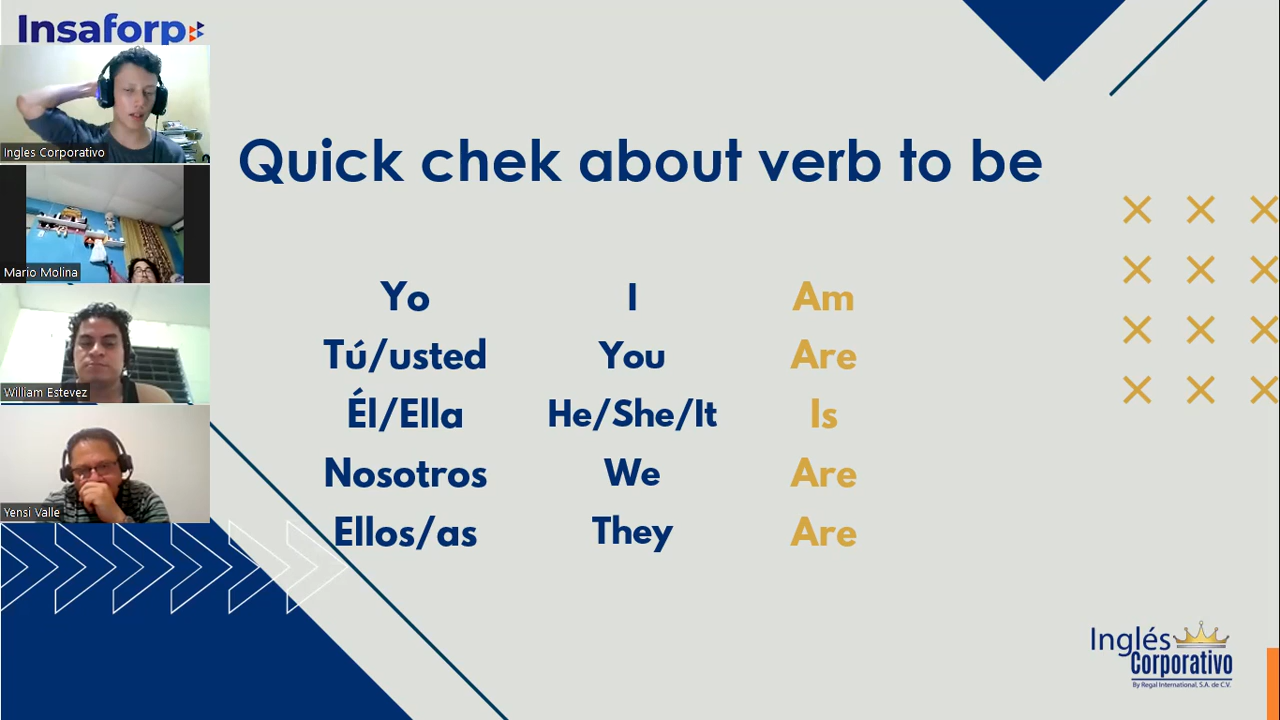 Insaforp
Ingles Corporativo
Mario Molina
William Estevez
Yensi Valle
Quick chek about verb to be
Yo I Am
Tú/usted You Are
Él/Ella He/She/It Is
Nosotros We Are
Ellos/as They Are
Inglés
Corporativo
By Regal International, S.A. de C.V.